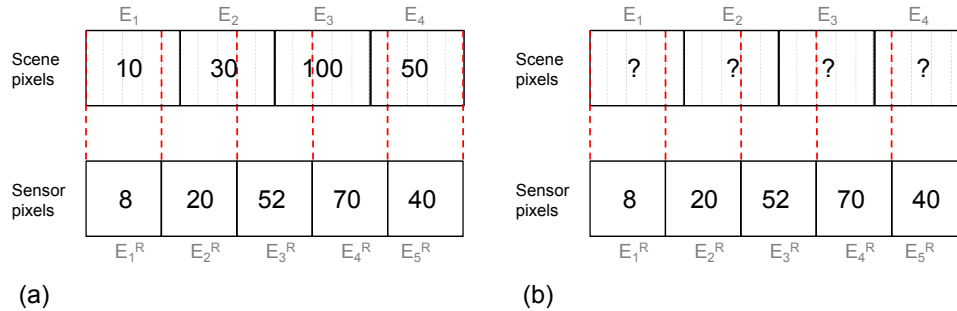 E1 E2 E3 E4 E1 E2 E3 E4
Scene pixels 10 30 100 50 Scene pixels ? ? ? ?
Sensor pixels 8 20 52 70 40 Sensor pixels 8 20 52 70 40
E1R E2R E3R E4R E5R E1R E2R E3R E4R E5R
(a) (b)